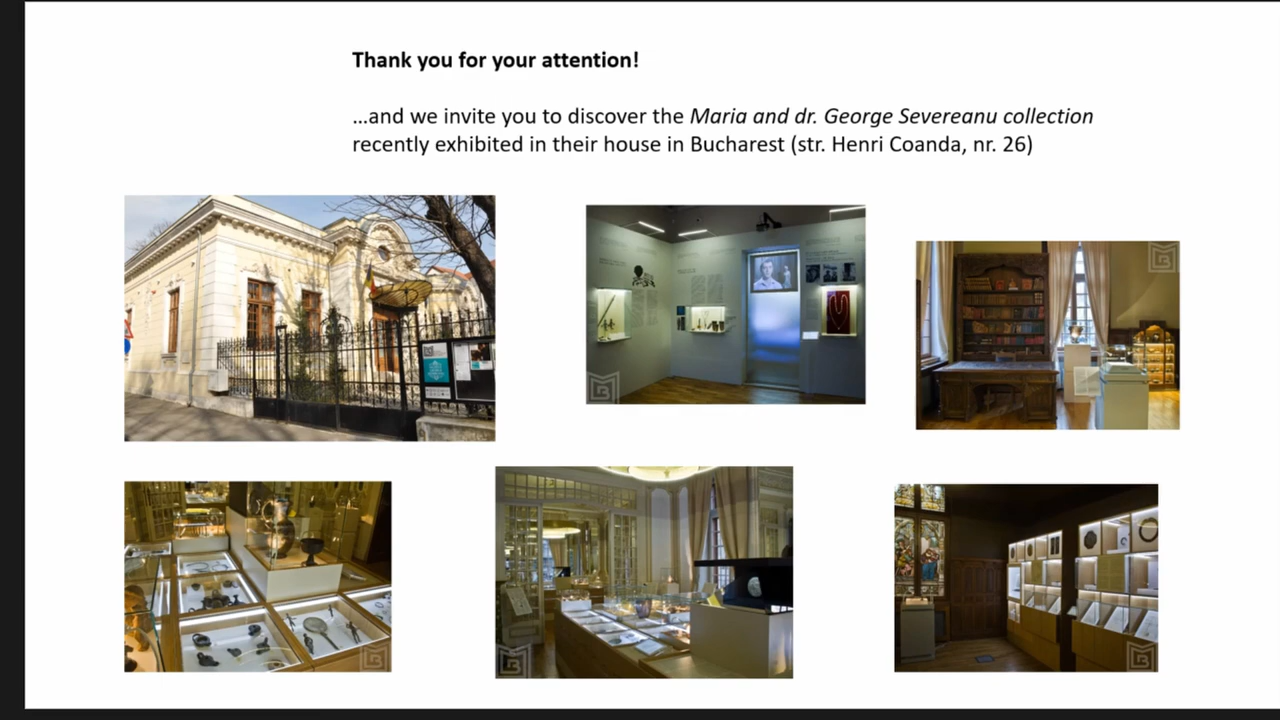 Thank you for your attention!
...and we invite you to discover the Maria and dr. George Severeanu collection
recently exhibited in their house in Bucharest (str. Henri Coanda, nr. 26)